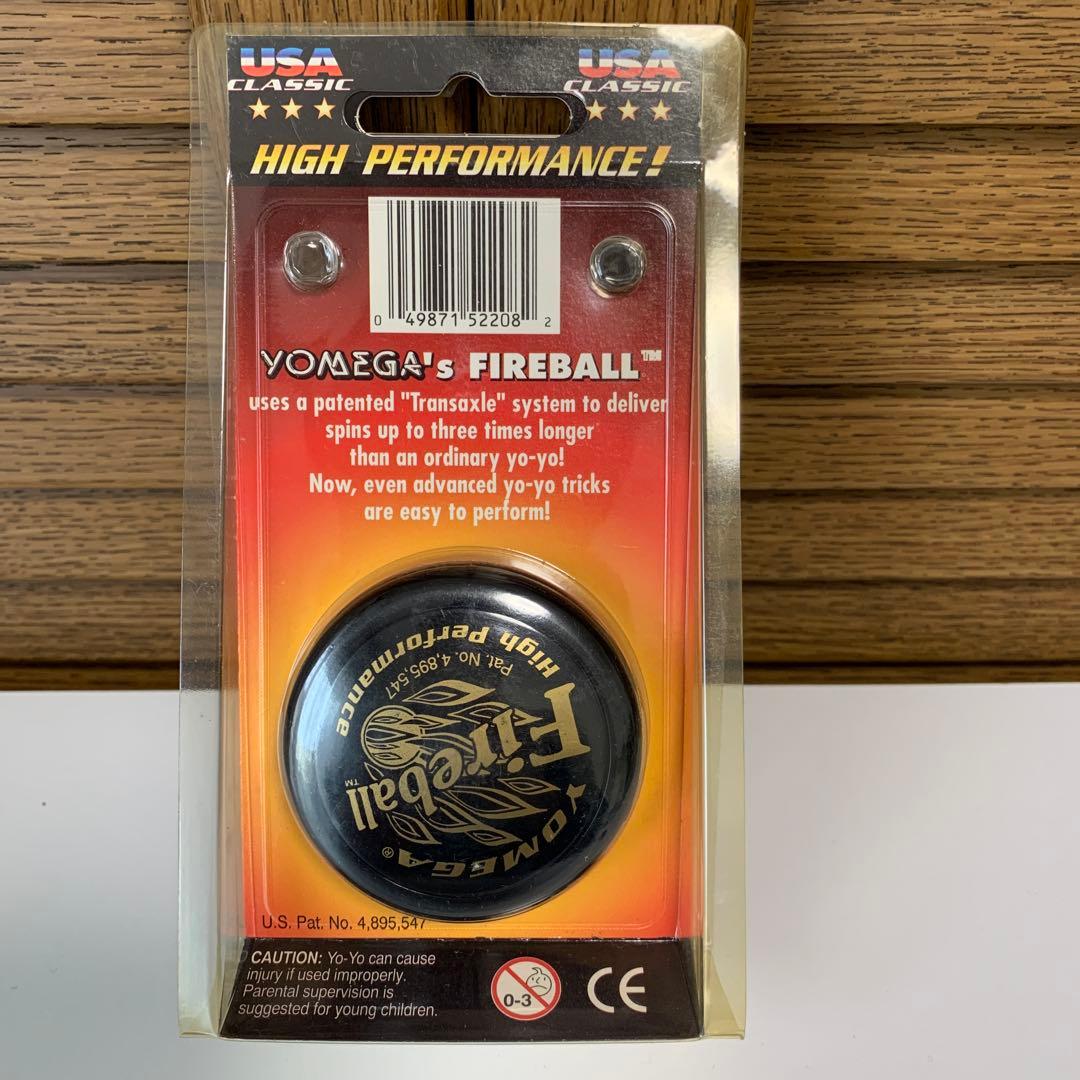 USA
CLASSIC
USA
CLASSIC
HIGH PERFORMANCE!
0 49871 52208 2
YOMEGA's FIREBALL™
uses a patented "Transaxle" system to deliver
spins up to three times longer
than an ordinary yo-yo!
Now, even advanced yo-yo tricks
are easy to perform!
High Performance
Pat. No. 4,895,547
Fireball™
YOMEGA®
U.S. Pat. No. 4,895,547
CAUTION: Yo-Yo can cause
injury if used improperly.
Parental supervision is
suggested for young children.
0-3
CE